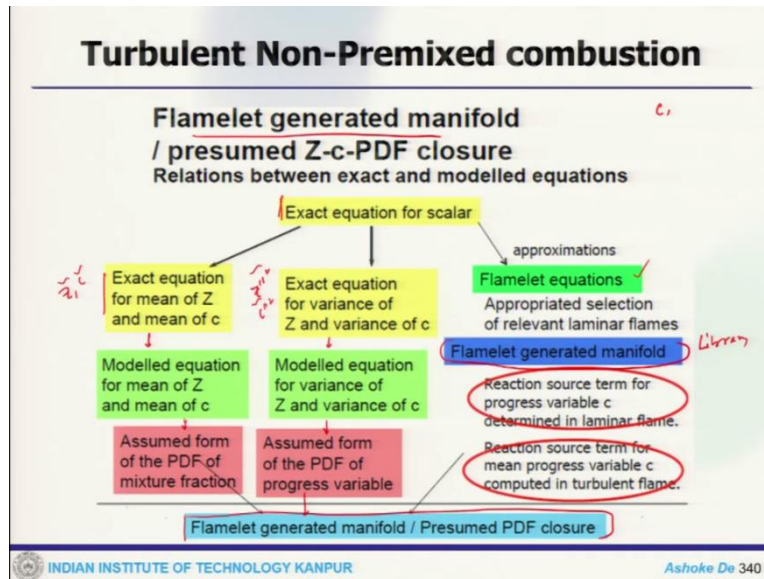 Turbulent Non-Premixed combustion
Flamelet generated manifold
/ presumed Z-c-PDF closure
Relations between exact and modelled equations
Exact equation for scalar
approximations
Exact equation
for mean of Z
and mean of c
Exact equation
for variance of
Z and variance of c
Flamelet equations
Appropriated selection
of relevant laminar flames
Flamelet generated manifold
Library
Modelled equation
for mean of Z
and mean of c
Modelled equation
for variance of
Z and variance of c
Reaction source term for
progress variable c
determined in laminar flame.
Assumed form
of the PDF of
mixture fraction
Assumed form
of the PDF of
progress variable
Reaction source term for
mean progress variable c
computed in turbulent flame.
Flamelet generated manifold / Presumed PDF closure
INDIAN INSTITUTE OF TECHNOLOGY KANPUR
Ashoke De 340